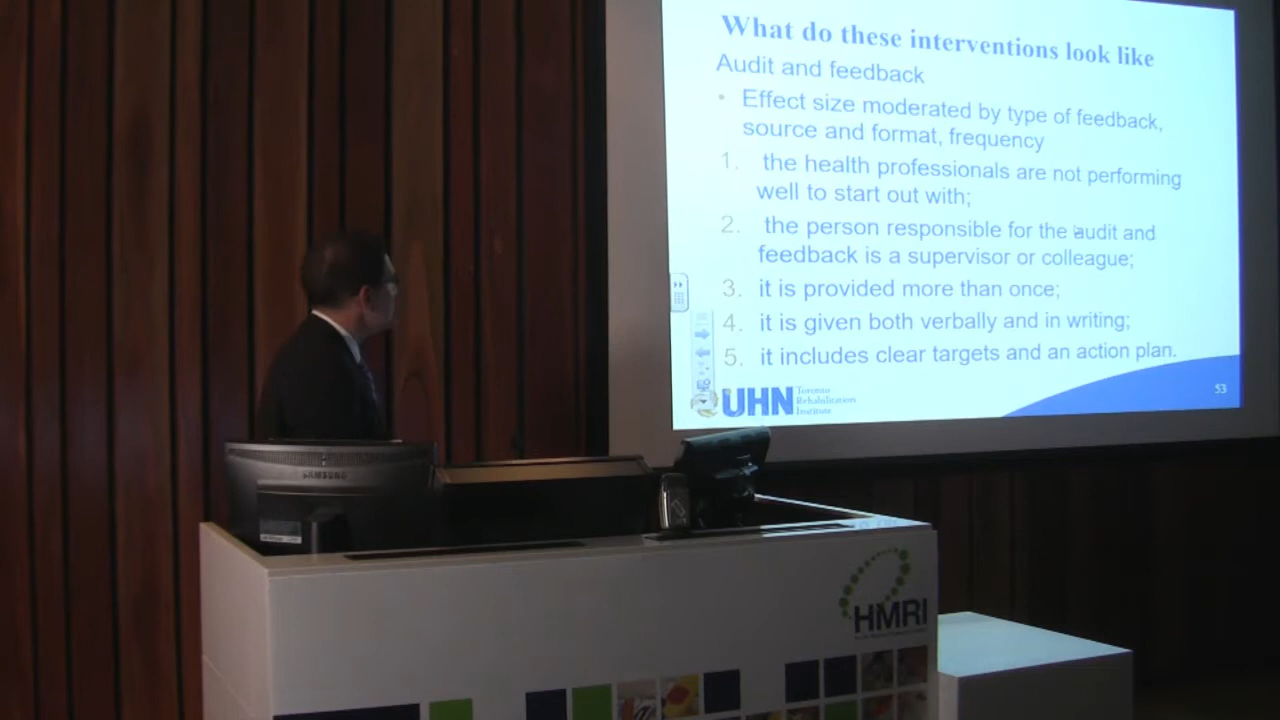 What do these interventions look like
Audit and feedback
• Effect size moderated by type of feedback,
source and format, frequency
1. the health professionals are not performing
well to start out with;
2. the person responsible for the audit and
feedback is a supervisor or colleague;
3. it is provided more than once;
4. it is given both verbally and in writing;
5. it includes clear targets and an action plan.
UHN
Toronto
Rehabilitation
Institute
53
SAMSUNG
HMRI